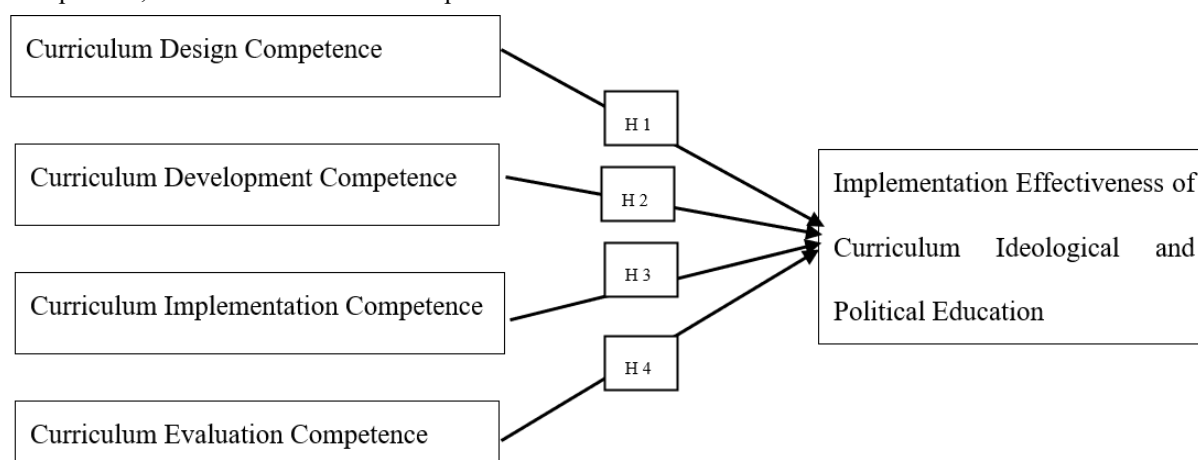 Curriculum Design Competence
H 1
Curriculum Development Competence
H 2
Implementation Effectiveness of
Curriculum Ideological and
Political Education
H 3
Curriculum Implementation Competence
H 4
Curriculum Evaluation Competence